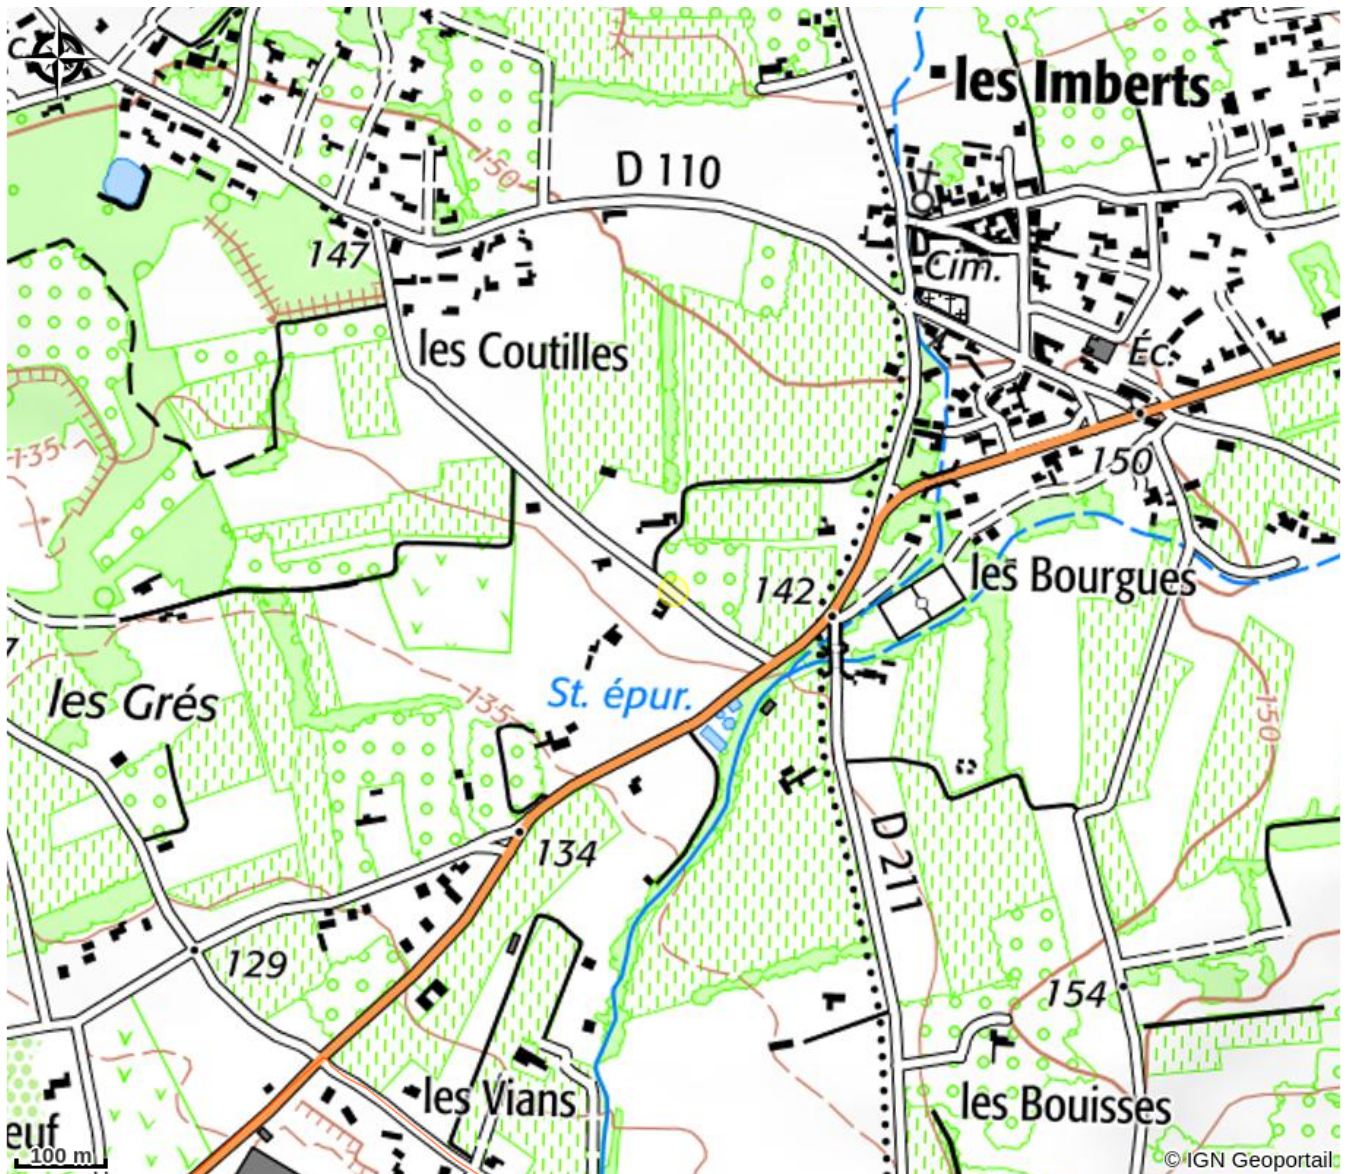 c.
les Imberts
D 110
150
147
Cim.
les Coutilles
Éc.
135
150
142
les Bourgues
7
les Grés
St. épur.
135
150
D 211
134
129
154
les Vians
les Bouisses
euf
100 m
© IGN Geoportail